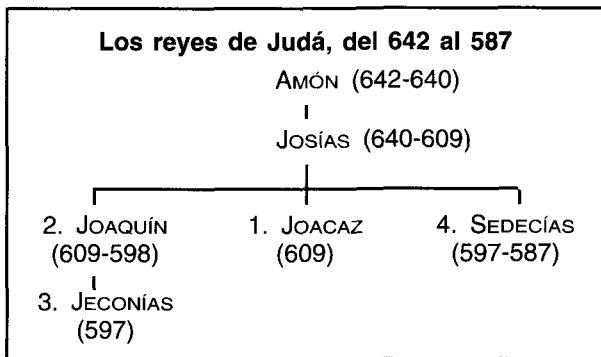 Los reyes de Judá, del 642 al 587
AMÓN (642-640)
JOSÍAS (640-609)
2. JOAQUÍN 1. JOACAZ 4. SEDECÍAS
(609-598) (609) (597-587)
3. JECONÍAS
(597)